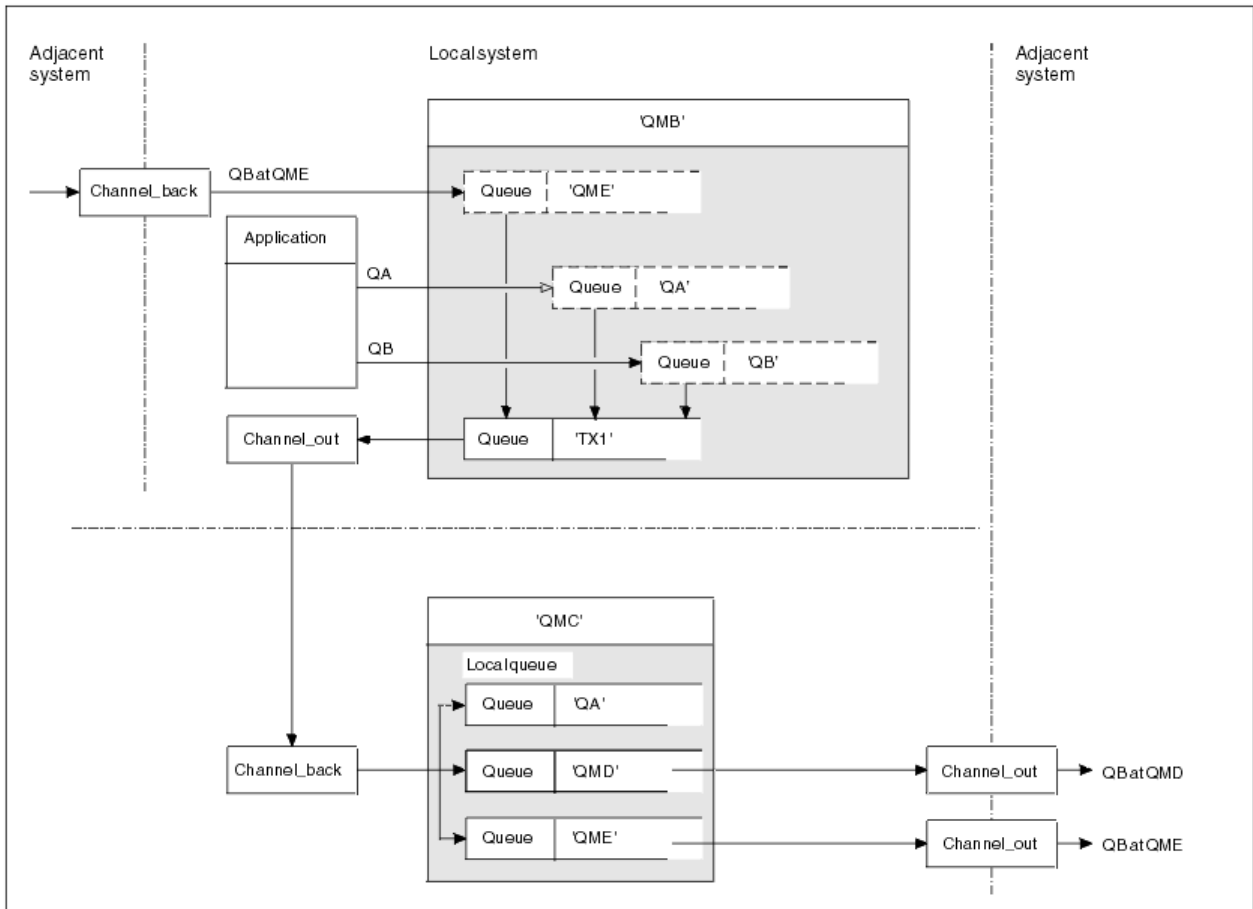 Adjacent
system
Localsystem
Adjacent
system
'QMB'
Channel_back
QBatQME
Queue 'QME'
Application
QA
Queue 'QA'
QB
Queue 'QB'
Channel_out
Queue 'TX1'
'QMC'
Localqueue
Queue 'QA'
Channel_back
Queue 'QMD'
Channel_out
QBatQMD
Queue 'QME'
Channel_out
QBatQME